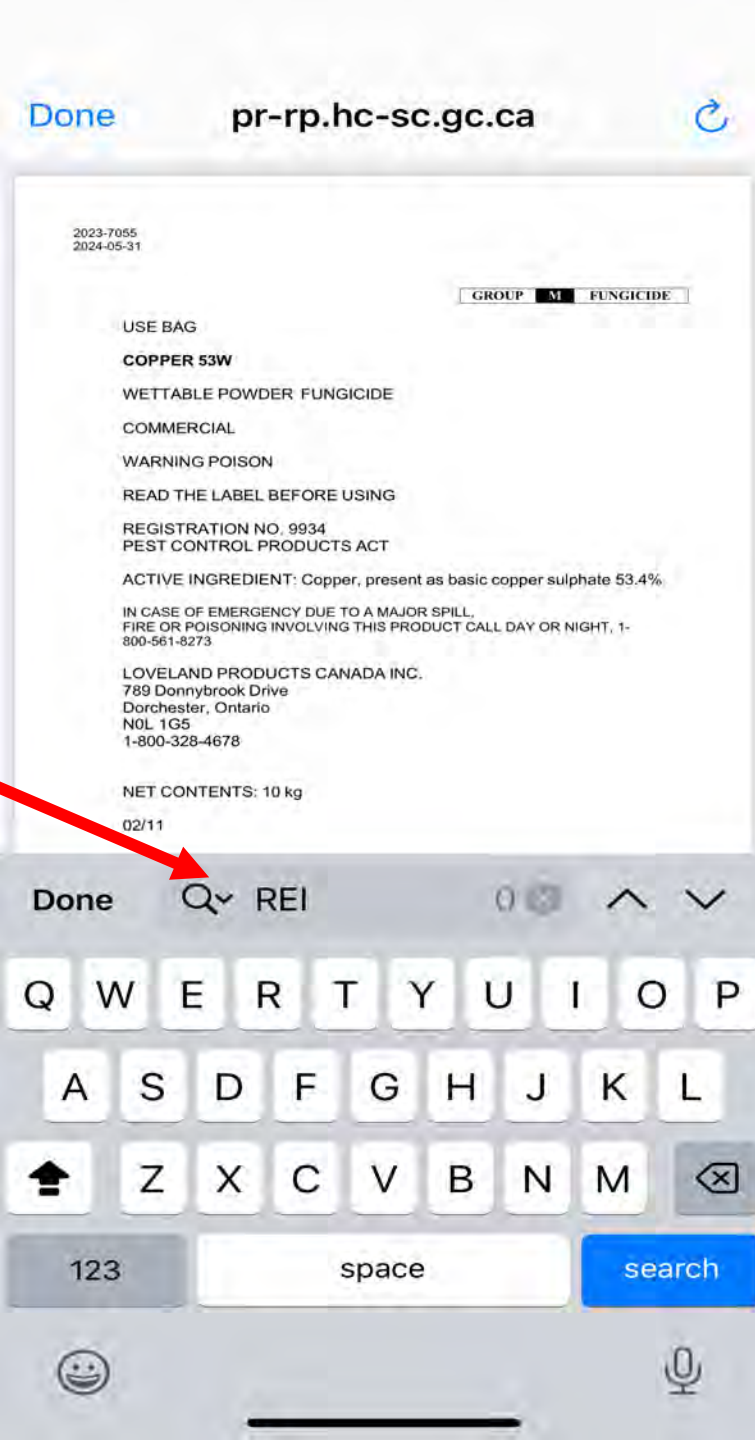 Done pr-rp.hc-sc.gc.ca
2023-7055
2024-05-31
GROUP M FUNGICIDE
USE BAG
COPPER 53W
WETTABLE POWDER FUNGICIDE
COMMERCIAL
WARNING POISON
READ THE LABEL BEFORE USING
REGISTRATION NO. 9934
PEST CONTROL PRODUCTS ACT
ACTIVE INGREDIENT: Copper, present as basic copper sulphate 53.4%
IN CASE OF EMERGENCY DUE TO A MAJOR SPILL,
FIRE OR POISONING INVOLVING THIS PRODUCT CALL DAY OR NIGHT, 1-
800-561-8273
LOVELAND PRODUCTS CANADA INC.
789 Donnybrook Drive
Dorchester, Ontario
N0L 1G5
1-800-328-4678
NET CONTENTS: 10 kg
02/11
Done REI 0
Q W E R T Y U I O P
A S D F G H J K L
Z X C V B N M
123 space search